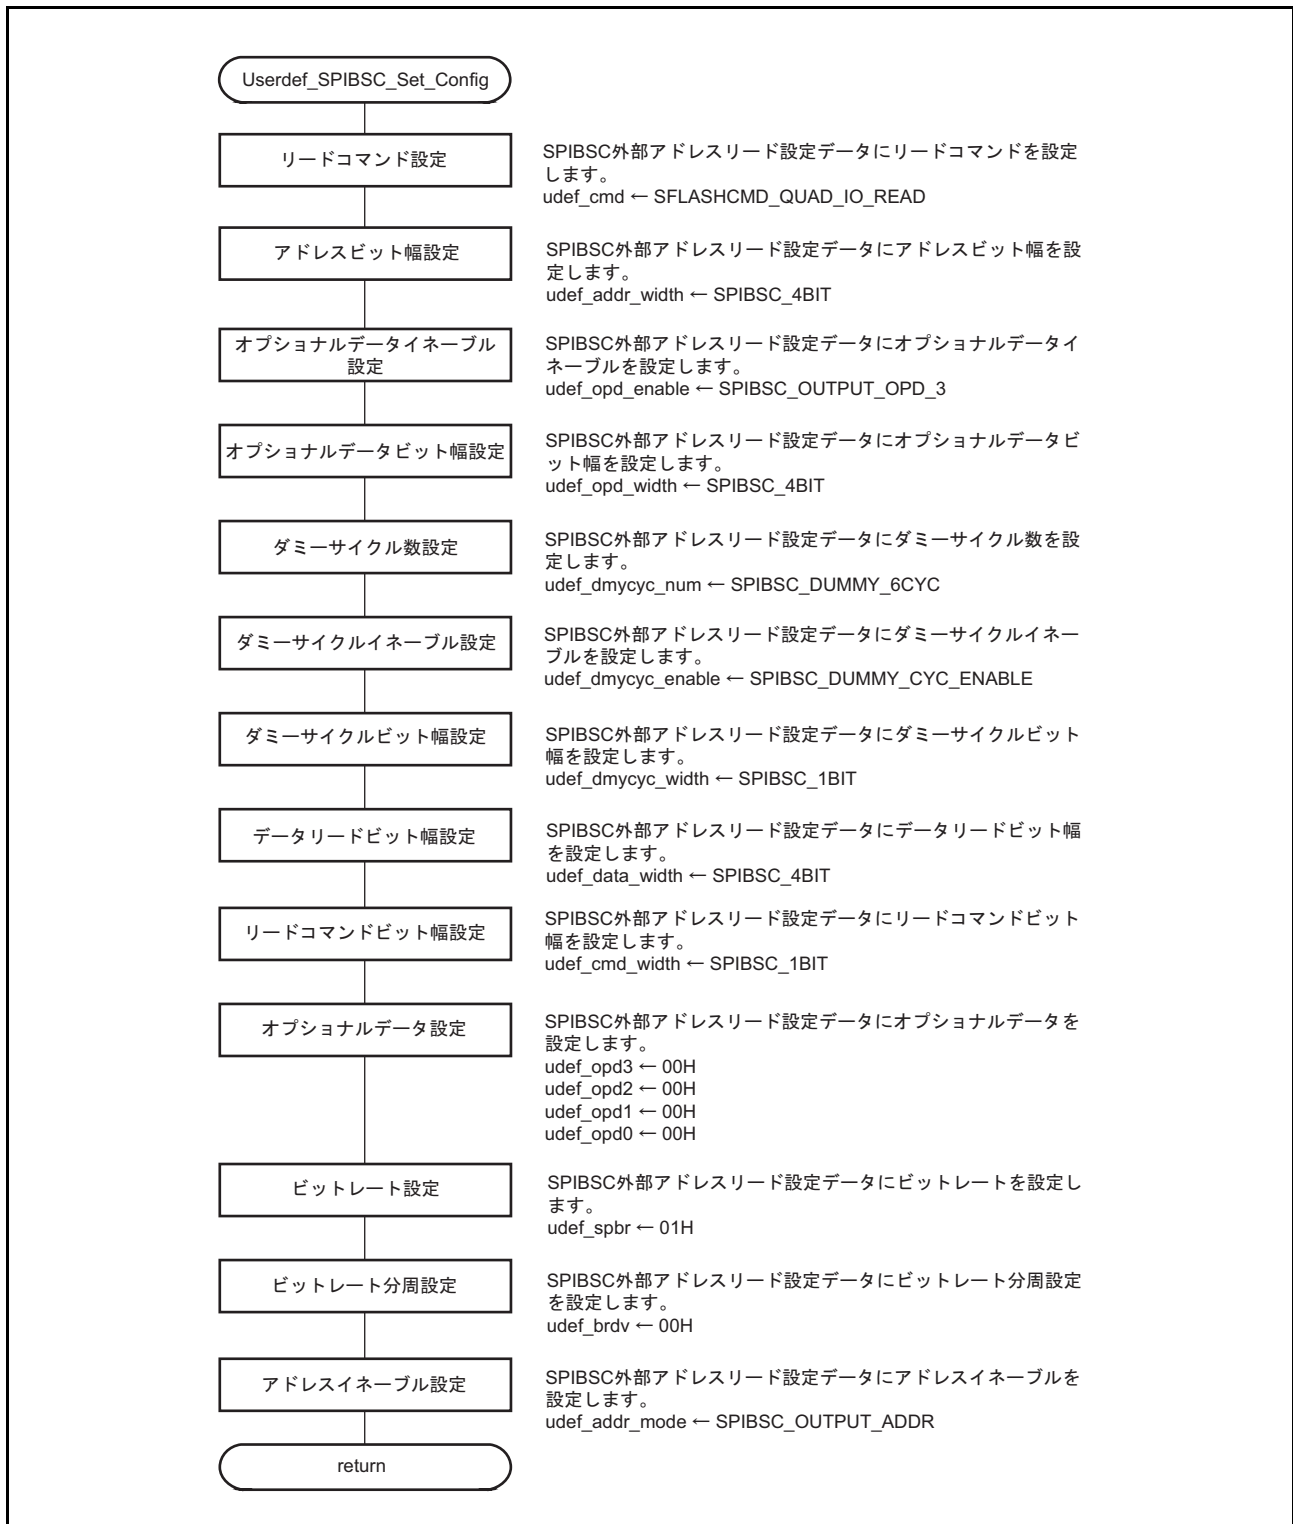 Userdef_SPIBSC_Set_Config
リードコマンド設定
SPIBSC外部アドレスリード設定データにリードコマンドを設定
します。
udef_cmd ← SFLASHCMD_QUAD_IO_READ
アドレスビット幅設定
SPIBSC外部アドレスリード設定データにアドレスビット幅を設
定します。
udef_addr_width ← SPIBSC_4BIT
オプショナルデータイネーブル
設定
SPIBSC外部アドレスリード設定データにオプショナルデータイ
ネーブルを設定します。
udef_opd_enable ← SPIBSC_OUTPUT_OPD_3
オプショナルデータビット幅設定
SPIBSC外部アドレスリード設定データにオプショナルデータビ
ット幅を設定します。
udef_opd_width ← SPIBSC_4BIT
ダミーサイクル数設定
SPIBSC外部アドレスリード設定データにダミーサイクル数を設
定します。
udef_dmycyc_num ← SPIBSC_DUMMY_6CYC
ダミーサイクルイネーブル設定
SPIBSC外部アドレスリード設定データにダミーサイクルイネー
ブルを設定します。
udef_dmycyc_enable ← SPIBSC_DUMMY_CYC_ENABLE
ダミーサイクルビット幅設定
SPIBSC外部アドレスリード設定データにダミーサイクルビット
幅を設定します。
udef_dmycyc_width ← SPIBSC_1BIT
データリードビット幅設定
SPIBSC外部アドレスリード設定データにデータリードビット幅
を設定します。
udef_data_width ← SPIBSC_4BIT
リードコマンドビット幅設定
SPIBSC外部アドレスリード設定データにリードコマンドビット
幅を設定します。
udef_cmd_width ← SPIBSC_1BIT
オプショナルデータ設定
SPIBSC外部アドレスリード設定データにオプショナルデータを
設定します。
udef_opd3 ← 00H
udef_opd2 ← 00H
udef_opd1 ← 00H
udef_opd0 ← 00H
ビットレート設定
SPIBSC外部アドレスリード設定データにビットレートを設定し
ます。
udef_spbr ← 01H
ビットレート分周設定
SPIBSC外部アドレスリード設定データにビットレート分周設定
を設定します。
udef_brdv ← 00H
アドレスイネーブル設定
SPIBSC外部アドレスリード設定データにアドレスイネーブルを
設定します。
udef_addr_mode ← SPIBSC_OUTPUT_ADDR
return